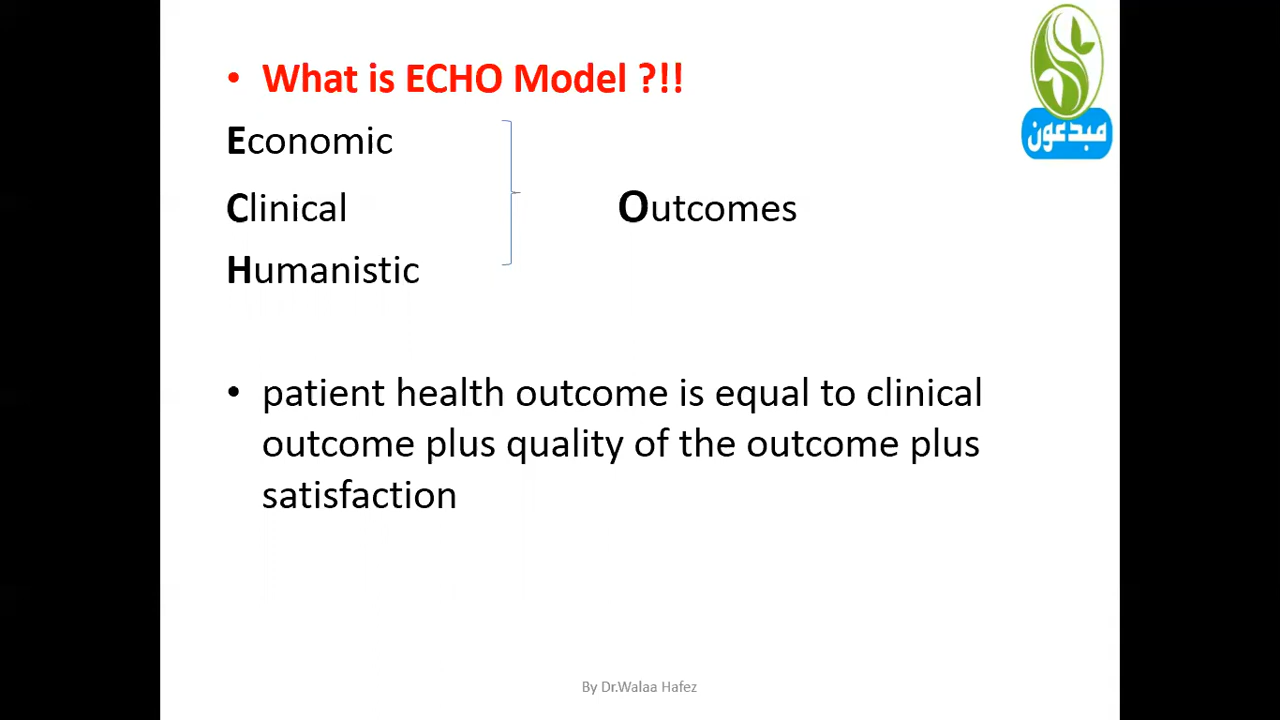 مبدعون
• What is ECHO Model ?!!
Economic
Clinical
Outcomes
Humanistic
• patient health outcome is equal to clinical
outcome plus quality of the outcome plus
satisfaction
By Dr.Walaa Hafez